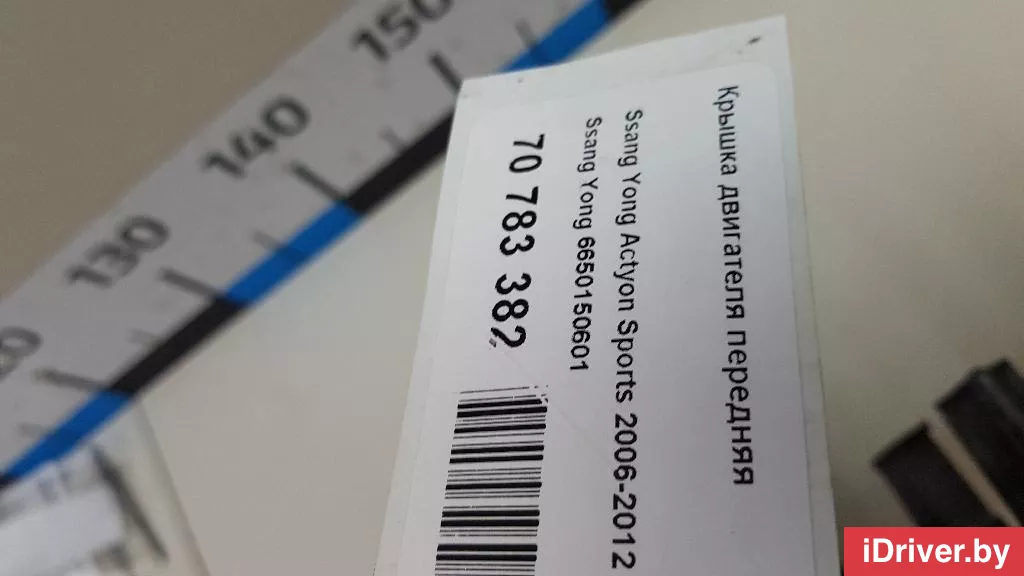 Крышка двигателя передняя
Ssang Yong Actyon Sports 2006-2012
Ssang Yong 6650150601
70 783 382
150
140
130
iDriver.by